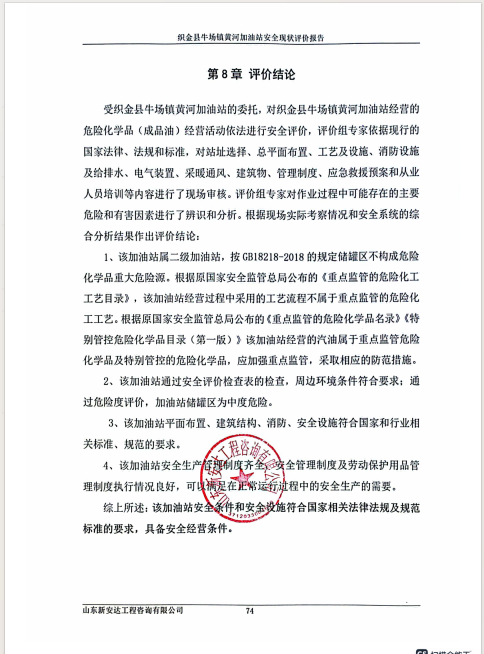 织金县牛场镇黄河加油站安全现状评价报告
第 8 章 评价结论
受织金县牛场镇黄河加油站的委托，对织金县牛场镇黄河加油站经营的
危险化学品（成品油）经营活动依法进行安全评价，评价组专家依据现行的
国家法律、法规和标准，对站址选择、总平面布置、工艺及设施、消防设施
及给排水、电气装置、采暖通风、建筑物、管理制度、应急救援预案和从业
人员培训等内容进行了现场审核。评价组专家对作业过程中可能存在的主要
危险和有害因素进行了辨识和分析。根据现场实际考察情况和安全系统的综
合分析结果作出评价结论：
1、该加油站属二级加油站，按 GB18218-2018 的规定储罐区不构成危险
化学品重大危险源。根据原国家安全监管总局公布的《重点监管的危险化工
工艺目录》，该加油站经营过程中采用的工艺流程不属于重点监管的危险化
工工艺。根据原国家安全监管总局公布的《重点监管的危险化学品名录》《特
别管控危险化学品目录（第一版）》该加油站经营的汽油属于重点监管危险
化学品及特别管控的危险化学品，应加强重点监管，采取相应的防范措施。
2、该加油站通过安全评价检查表的检查，周边环境条件符合要求；通
过危险度评价，加油站储罐区为中度危险。
3、该加油站平面布置、建筑结构、消防、安全设施符合国家和行业相
关标准、规范的要求。
4、该加油站安全生产管理制度齐全，安全管理制度及劳动保护用品管
理制度执行情况良好，可以满足在正常运行过程中的安全生产的需要。
综上所述：该加油站安全条件和安全设施符合国家相关法律法规及规范
标准的要求，具备安全经营条件。
山东新安达工程咨询有限公司
山东新安达工程咨询有限公司 74